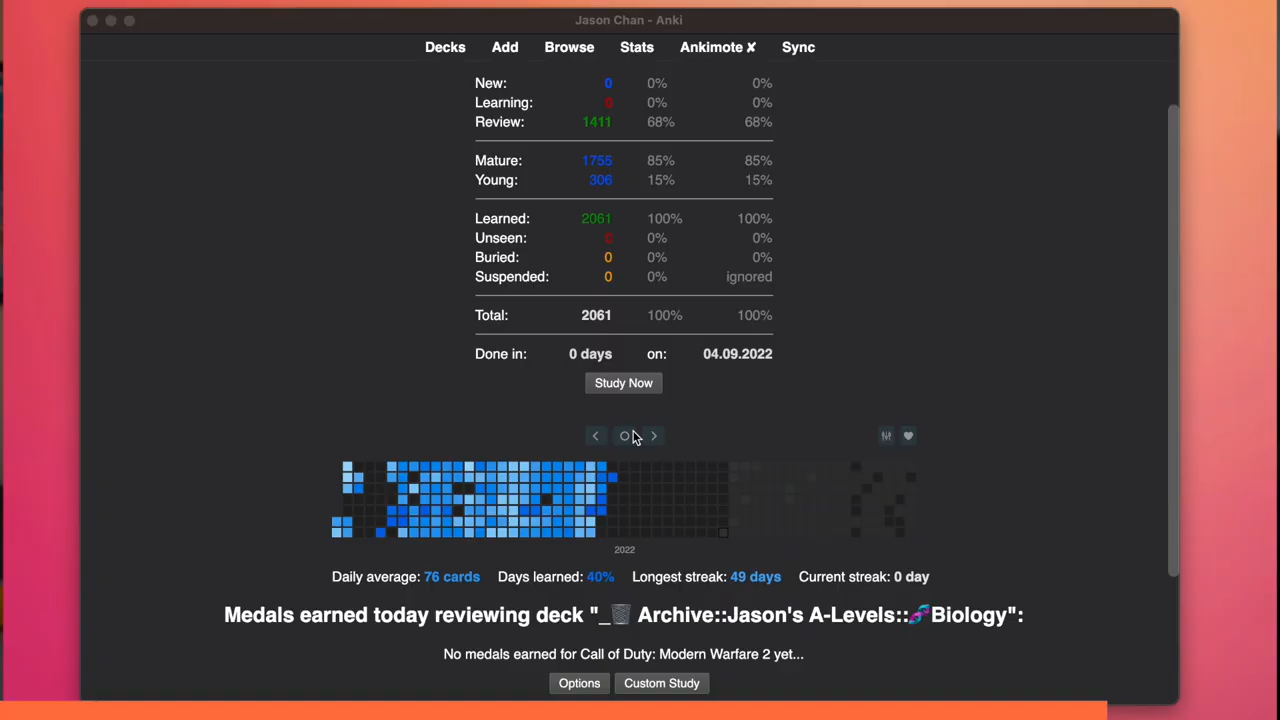 Jason Chan - Anki
Decks Add Browse Stats Ankimote ✘ Sync
New: 0 0% 0%
Learning: 0 0% 0%
Review: 1411 68% 68%
Mature: 1755 85% 85%
Young: 306 15% 15%
Learned: 2061 100% 100%
Unseen: 0 0% 0%
Buried: 0 0% 0%
Suspended: 0 0% ignored
Total: 2061 100% 100%
Done in: 0 days on: 04.09.2022
Study Now
2022
Daily average: 76 cards Days learned: 40% Longest streak: 49 days Current streak: 0 day
Medals earned today reviewing deck "_🗑️ Archive::Jason's A-Levels::🧬Biology":
No medals earned for Call of Duty: Modern Warfare 2 yet...
Options Custom Study